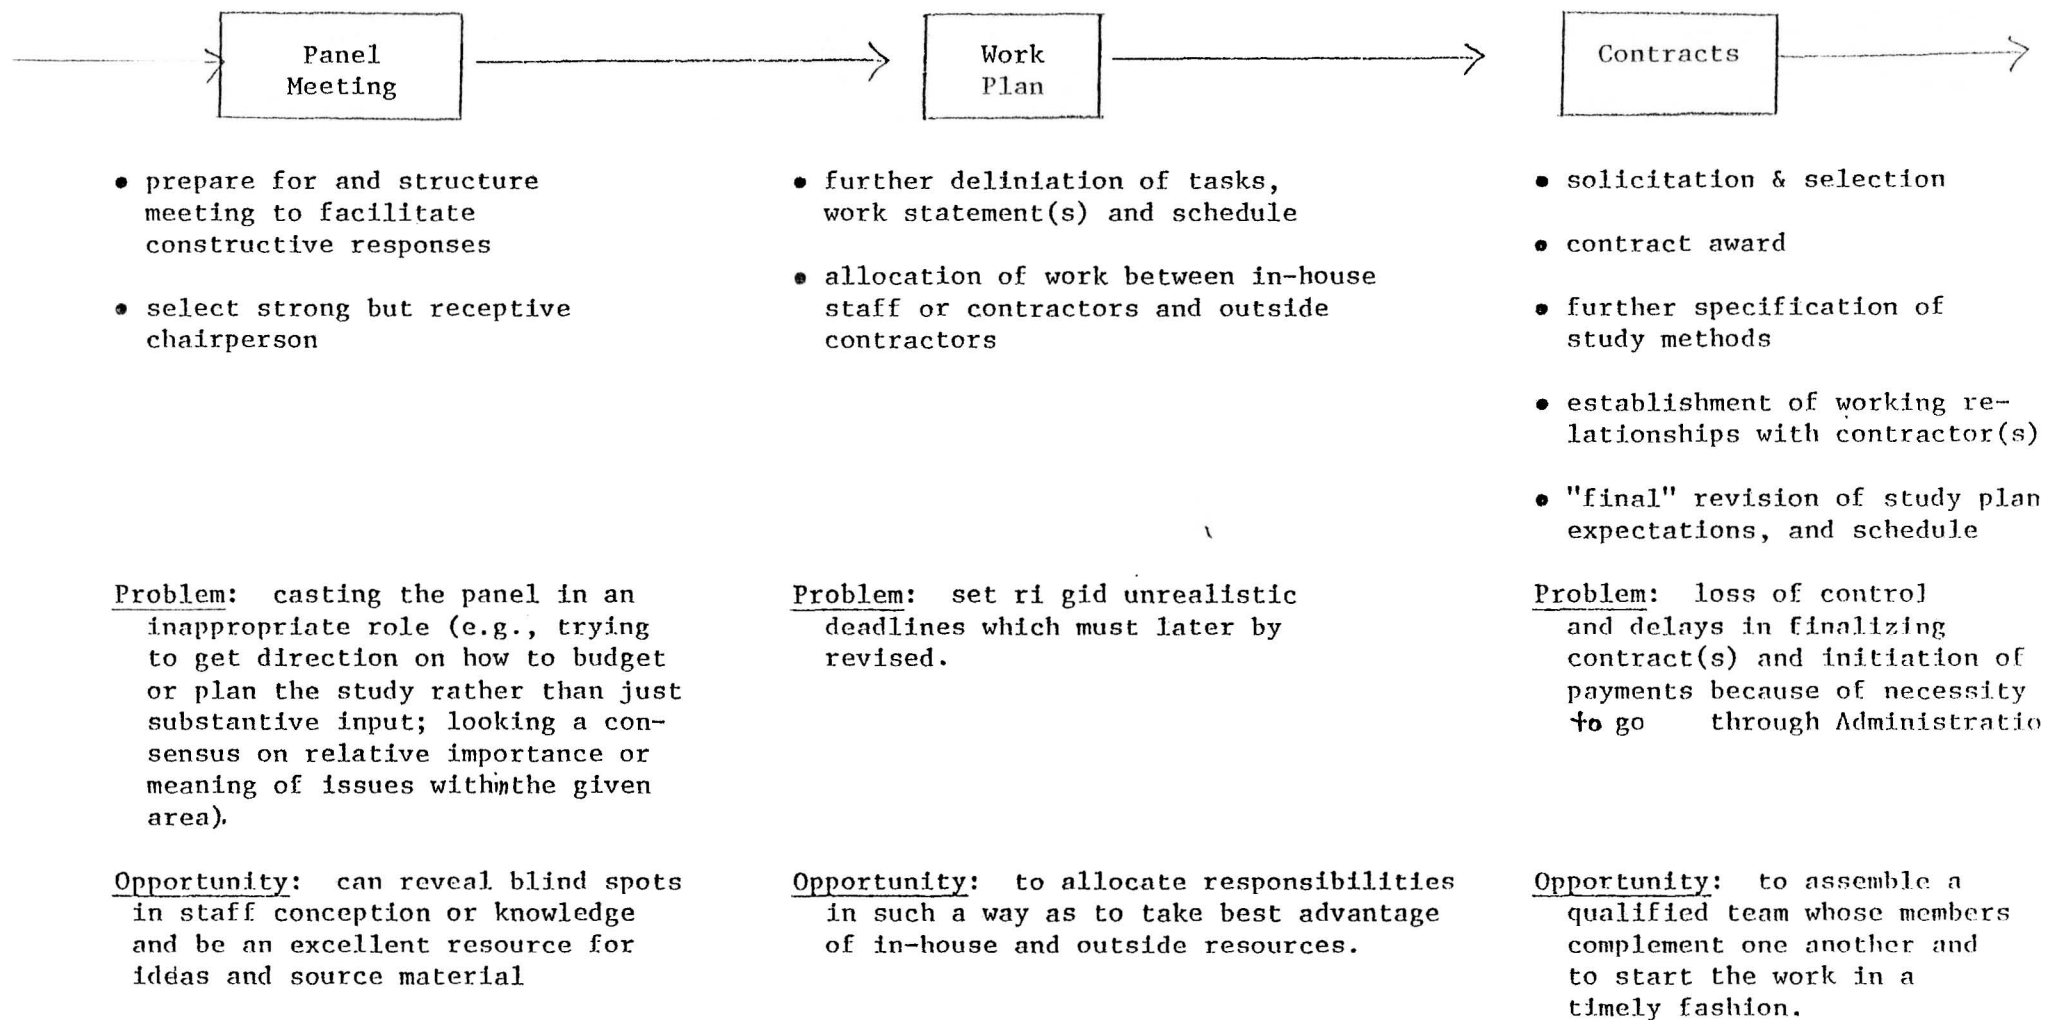 Panel
Meeting
• prepare for and structure
meeting to facilitate
constructive responses
• select strong but receptive
chairperson
Problem: casting the panel in an
inappropriate role (e.g., trying
to get direction on how to budget
or plan the study rather than just
substantive input; looking a con-
sensus on relative importance or
meaning of issues withinthe given
area).
Opportunity: can reveal blind spots
in staff conception or knowledge
and be an excellent resource for
ideas and source material
Work
Plan
• further deliniation of tasks,
work statement(s) and schedule
• allocation of work between in-house
staff or contractors and outside
contractors
Problem: set ri gid unrealistic
deadlines which must later by
revised.
Opportunity: to allocate responsibilities
in such a way as to take best advantage
of in-house and outside resources.
Contracts
• solicitation & selection
• contract award
• further specification of
study methods
• establishment of working re-
lationships with contractor(s)
• "final" revision of study plan
expectations, and schedule
Problem: loss of control
and delays in finalizing
contract(s) and initiation of
payments because of necessity
to go through Administratio
Opportunity: to assemble a
qualified team whose members
complement one another and
to start the work in a
timely fashion.